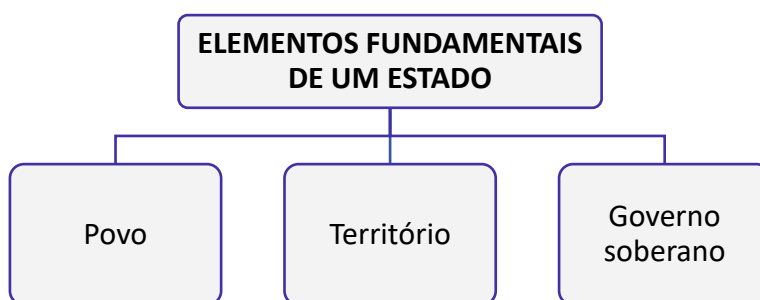 ELEMENTOS FUNDAMENTAIS
DE UM ESTADO
Povo
Território
Governo
soberano